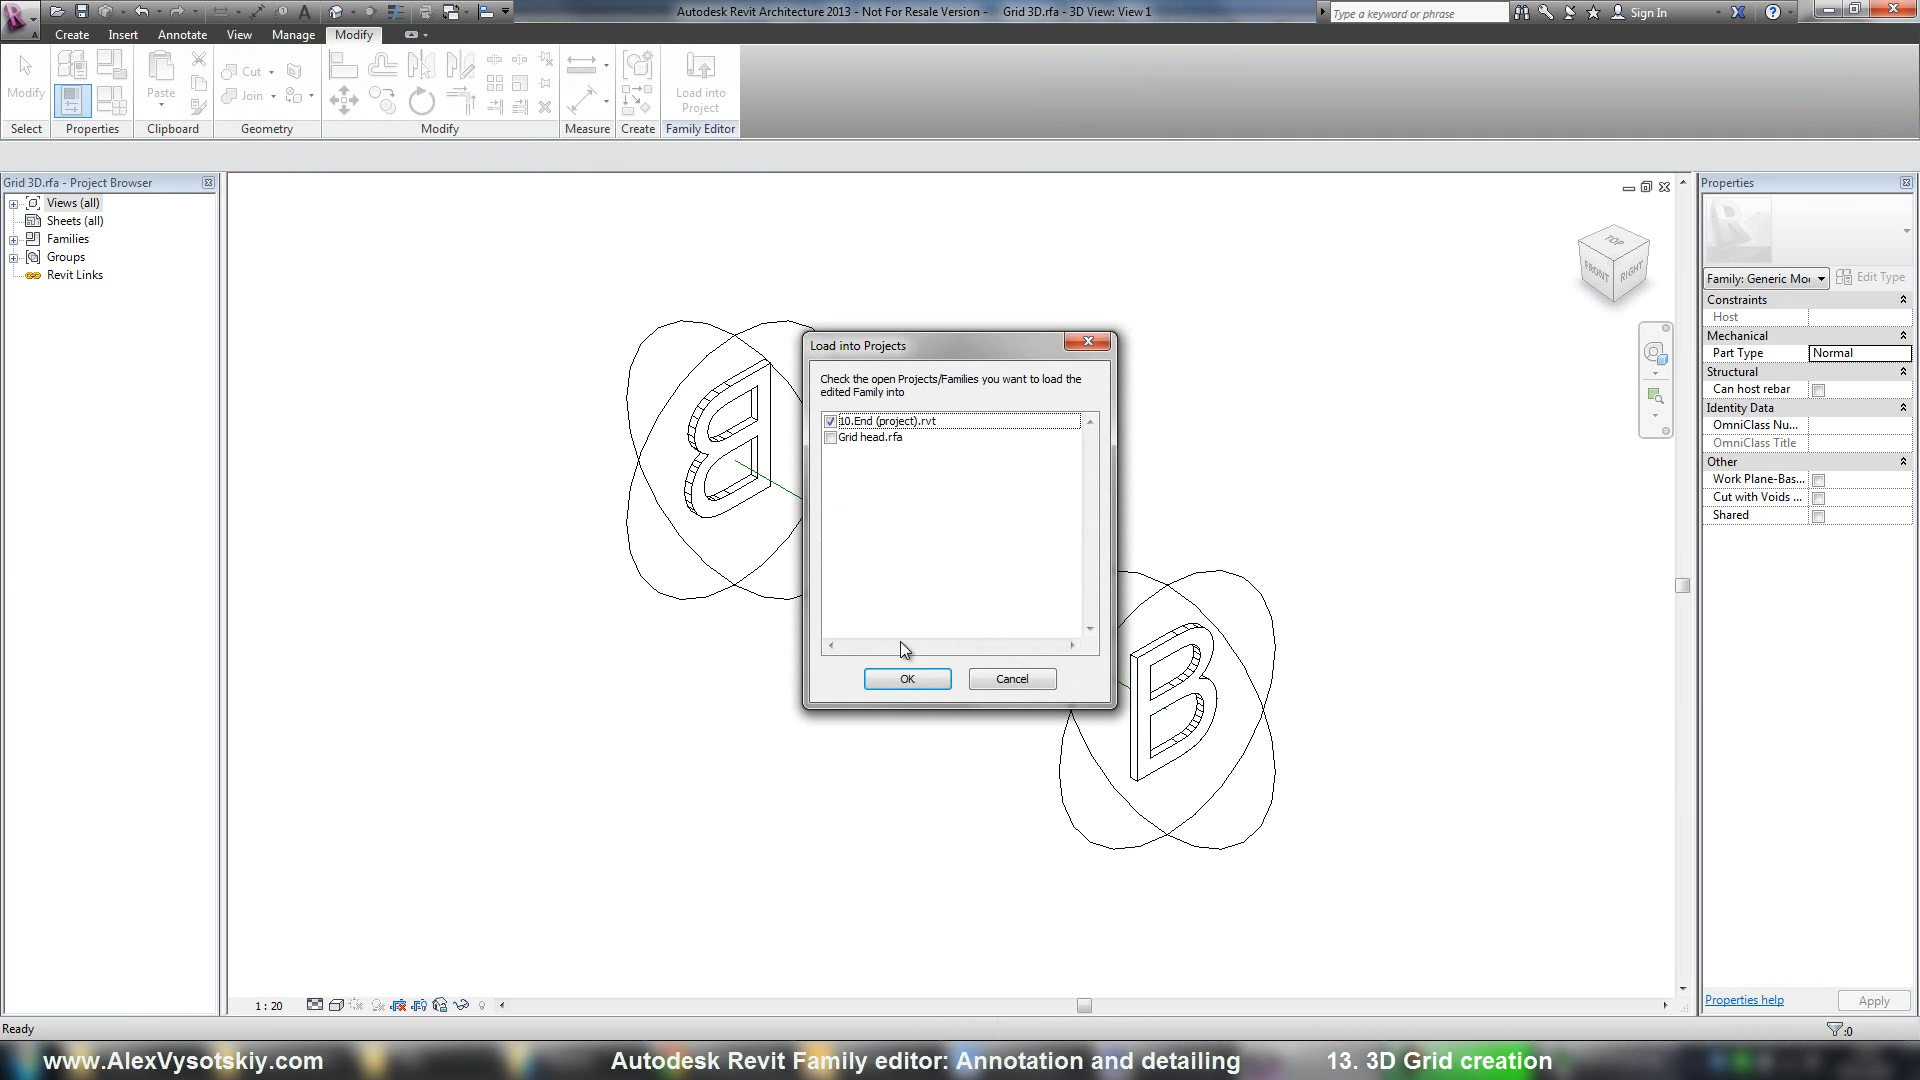 Autodesk Revit Architecture 2013 - Not For Resale Version - Grid 3D.rfa - 3D View: View 1
Type a keyword or phrase
Sign In
Create Insert Annotate View Manage Modify
Modify
Paste
Cut
Join
Load into
Project
Select Properties Clipboard Geometry Modify Measure Create Family Editor
Grid 3D.rfa - Project Browser
Views (all)
Sheets (all)
Families
Groups
Revit Links
TOP
FRONT RIGHT
B
B
Load into Projects
Check the open Projects/Families you want to load the
edited Family into
10.End (project).rvt
Grid head.rfa
OK Cancel
Properties
Family: Generic Mo Edit Type
Constraints
Host
Mechanical
Part Type Normal
Structural
Can host rebar
Identity Data
OmniClass Nu...
OmniClass Title
Other
Work Plane-Bas...
Cut with Voids ...
Shared
Properties help Apply
1 : 20
Ready
:0
www.AlexVysotskiy.com Autodesk Revit Family editor: Annotation and detailing 13. 3D Grid creation